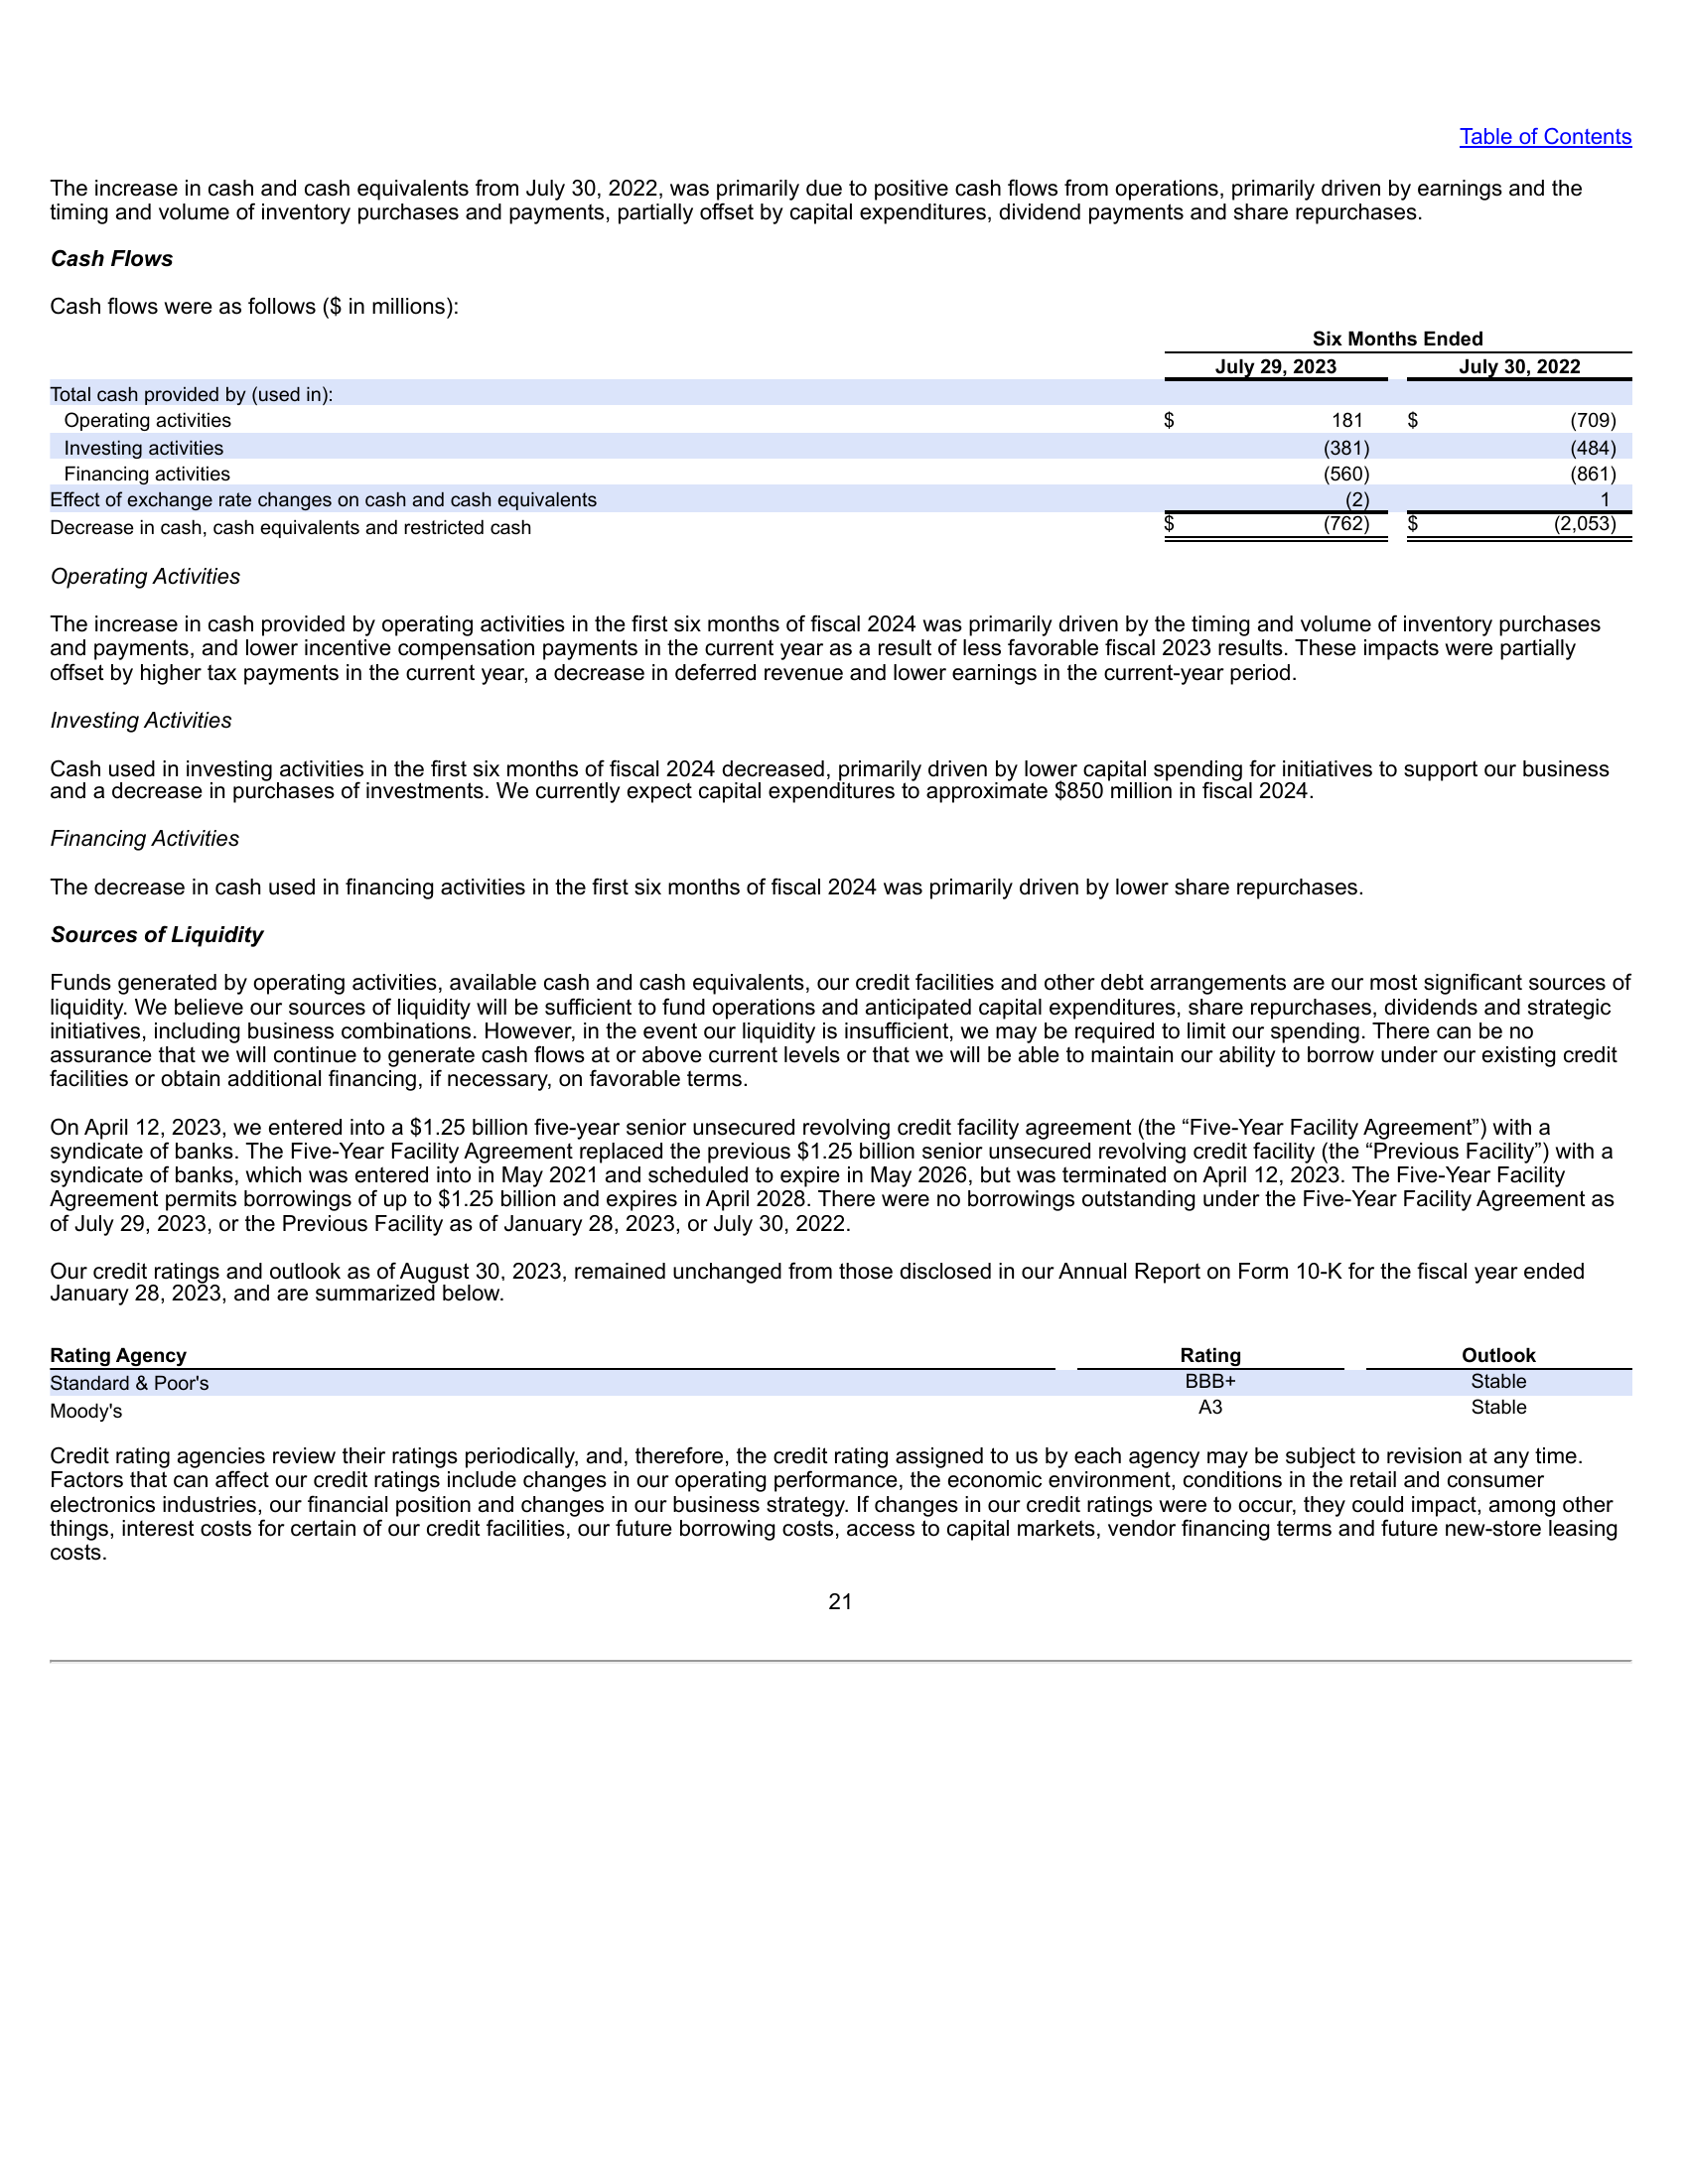 Table of Contents
The increase in cash and cash equivalents from July 30, 2022, was primarily due to positive cash flows from operations, primarily driven by earnings and the
timing and volume of inventory purchases and payments, partially offset by capital expenditures, dividend payments and share repurchases.
Cash Flows
Cash flows were as follows ($ in millions):
Six Months Ended
July 29, 2023 July 30, 2022
Total cash provided by (used in):
Operating activities $ 181 $ (709)
Investing activities (381) (484)
Financing activities (560) (861)
Effect of exchange rate changes on cash and cash equivalents (2) 1
Decrease in cash, cash equivalents and restricted cash $ (762) $ (2,053)
Operating Activities
The increase in cash provided by operating activities in the first six months of fiscal 2024 was primarily driven by the timing and volume of inventory purchases
and payments, and lower incentive compensation payments in the current year as a result of less favorable fiscal 2023 results. These impacts were partially
offset by higher tax payments in the current year, a decrease in deferred revenue and lower earnings in the current-year period.
Investing Activities
Cash used in investing activities in the first six months of fiscal 2024 decreased, primarily driven by lower capital spending for initiatives to support our business
and a decrease in purchases of investments. We currently expect capital expenditures to approximate $850 million in fiscal 2024.
Financing Activities
The decrease in cash used in financing activities in the first six months of fiscal 2024 was primarily driven by lower share repurchases.
Sources of Liquidity
Funds generated by operating activities, available cash and cash equivalents, our credit facilities and other debt arrangements are our most significant sources of
liquidity. We believe our sources of liquidity will be sufficient to fund operations and anticipated capital expenditures, share repurchases, dividends and strategic
initiatives, including business combinations. However, in the event our liquidity is insufficient, we may be required to limit our spending. There can be no
assurance that we will continue to generate cash flows at or above current levels or that we will be able to maintain our ability to borrow under our existing credit
facilities or obtain additional financing, if necessary, on favorable terms.
On April 12, 2023, we entered into a $1.25 billion five-year senior unsecured revolving credit facility agreement (the “Five-Year Facility Agreement”) with a
syndicate of banks. The Five-Year Facility Agreement replaced the previous $1.25 billion senior unsecured revolving credit facility (the “Previous Facility”) with a
syndicate of banks, which was entered into in May 2021 and scheduled to expire in May 2026, but was terminated on April 12, 2023. The Five-Year Facility
Agreement permits borrowings of up to $1.25 billion and expires in April 2028. There were no borrowings outstanding under the Five-Year Facility Agreement as
of July 29, 2023, or the Previous Facility as of January 28, 2023, or July 30, 2022.
Our credit ratings and outlook as of August 30, 2023, remained unchanged from those disclosed in our Annual Report on Form 10-K for the fiscal year ended
January 28, 2023, and are summarized below.
Rating Agency Rating Outlook
Standard & Poor's BBB+ Stable
Moody's A3 Stable
Credit rating agencies review their ratings periodically, and, therefore, the credit rating assigned to us by each agency may be subject to revision at any time.
Factors that can affect our credit ratings include changes in our operating performance, the economic environment, conditions in the retail and consumer
electronics industries, our financial position and changes in our business strategy. If changes in our credit ratings were to occur, they could impact, among other
things, interest costs for certain of our credit facilities, our future borrowing costs, access to capital markets, vendor financing terms and future new-store leasing
costs.
21